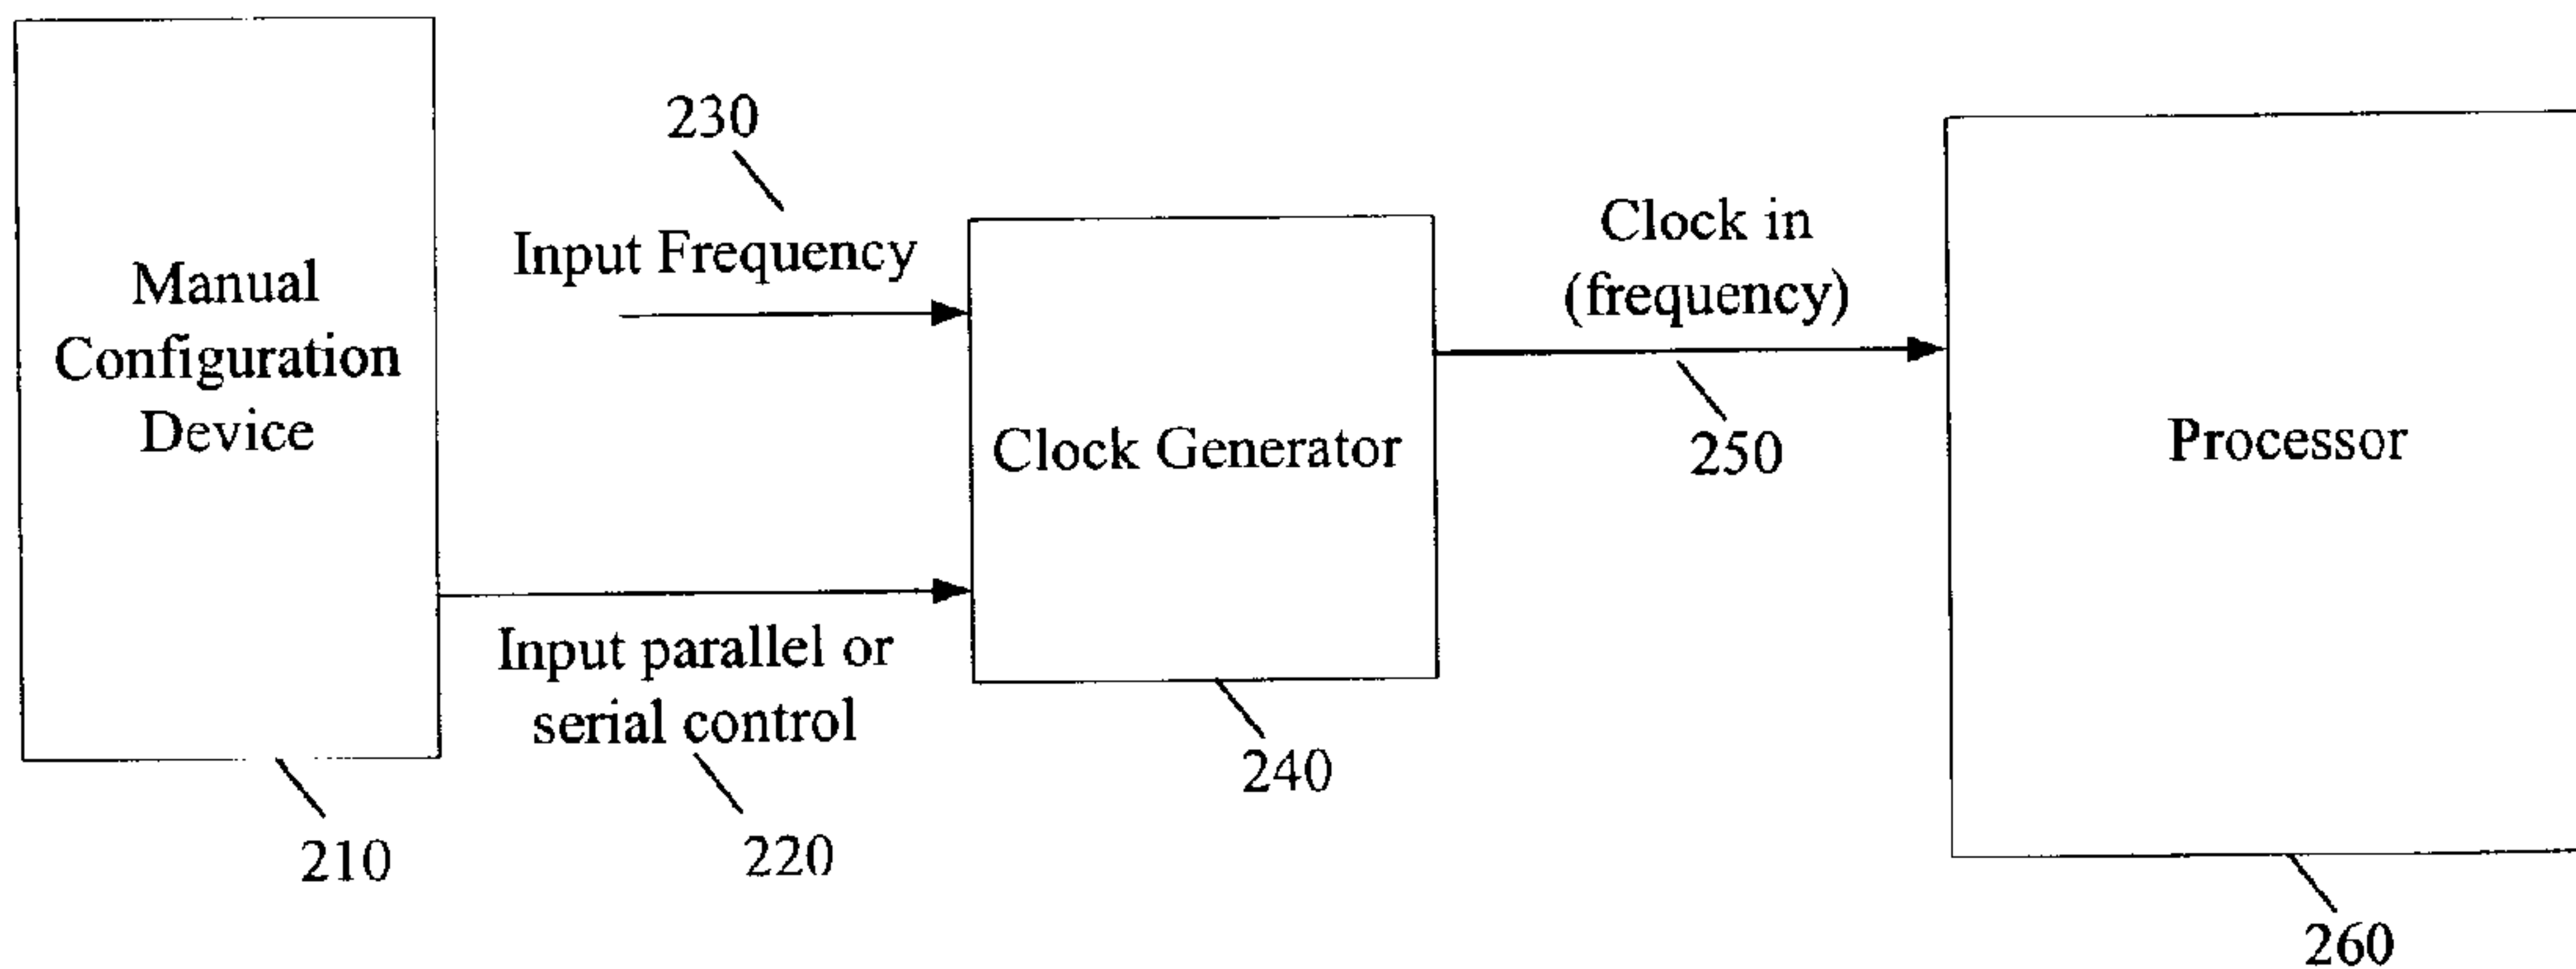 Manual
Configuration
Device
210
230
Input Frequency
Input parallel or
serial control
220
Clock Generator
240
Clock in
(frequency)
250
Processor
260